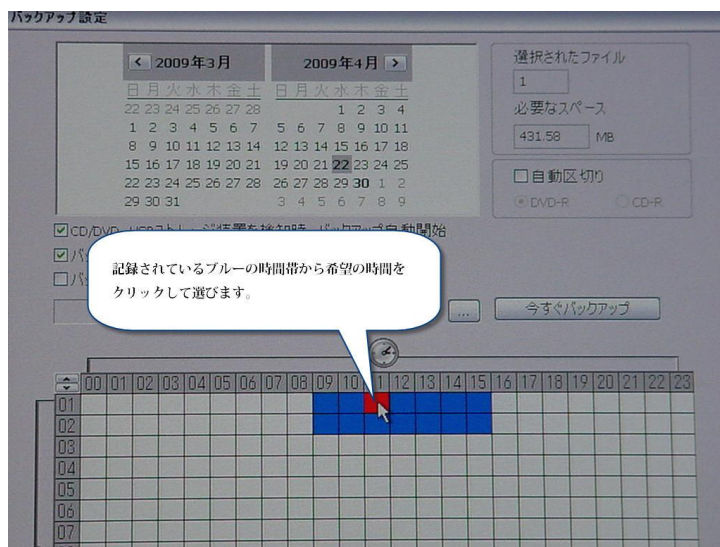 バックアップ設定
2009年3月
2009年4月
日 月 火 水 木 金 土
日 月 火 水 木 金 土
22 23 24 25 26 27 28
1 2 3 4
1 2 3 4 5 6 7
5 6 7 8 9 10 11
8 9 10 11 12 13 14
12 13 14 15 16 17 18
15 16 17 18 19 20 21
19 20 21 22 23 24 25
22 23 24 25 26 27 28
26 27 28 29 30 1 2
29 30 31
3 4 5 6 7 8 9
選択されたファイル
1
必要なスペース
431.58 MB
自動区切り
DVD-R CD-R
CD/DVD
バックアップ自動開始
バ
バ
記録されているブルーの時間帯から希望の時間を
クリックして選びます。
... 今すぐバックアップ
00 01 02 03 04 05 06 07 08 09 10 11 12 13 14 15 16 17 18 19 20 21 22 23
01
02
03
04
05
06
07